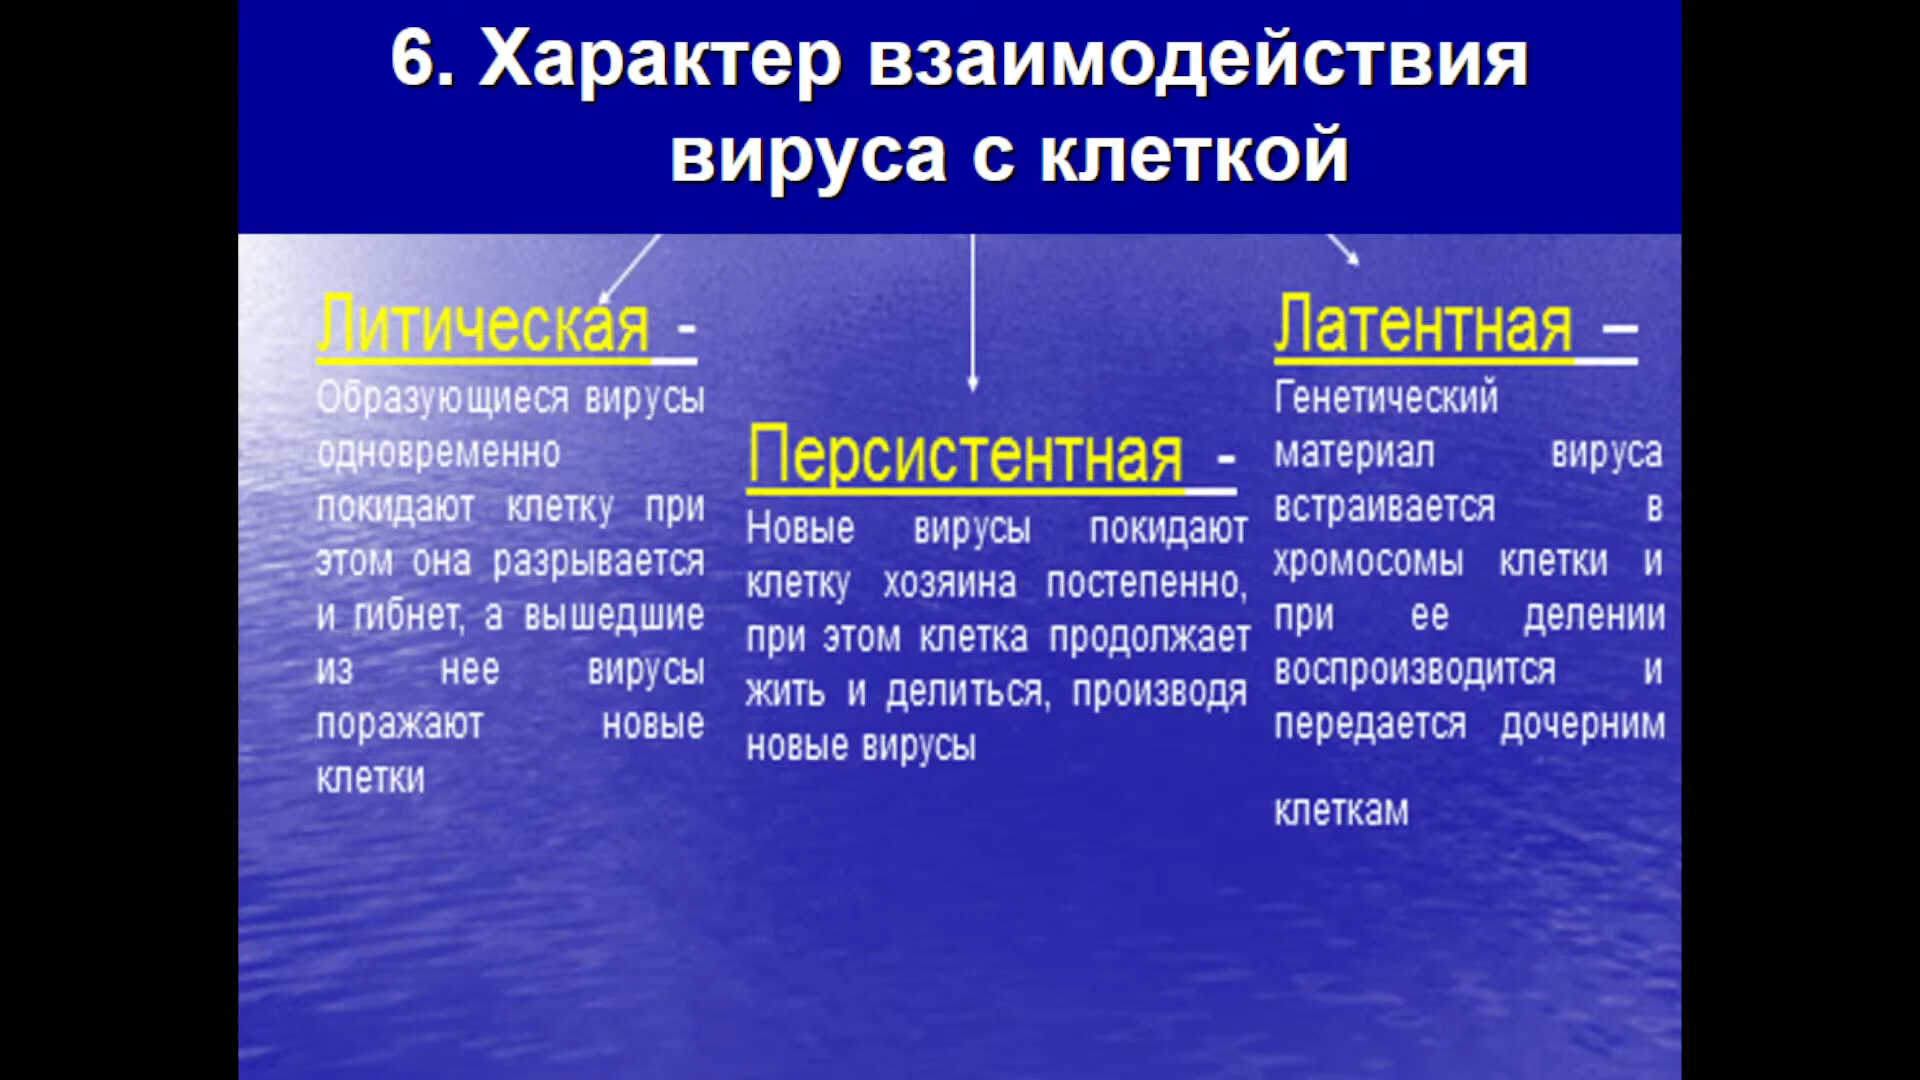 6. Характер взаимодействия
вируса с клеткой
Литическая -
Образующиеся вирусы
одновременно
покидают клетку при
этом она разрывается
и гибнет, а вышедшие
из нее вирусы
поражают новые
клетки
Персистентная -
Новые вирусы покидают
клетку хозяина постепенно,
при этом клетка продолжает
жить и делиться, производя
новые вирусы
Латентная –
Генетический
материал вируса
встраивается в
хромосомы клетки и
при ее делении
воспроизводится и
передается дочерним
клеткам